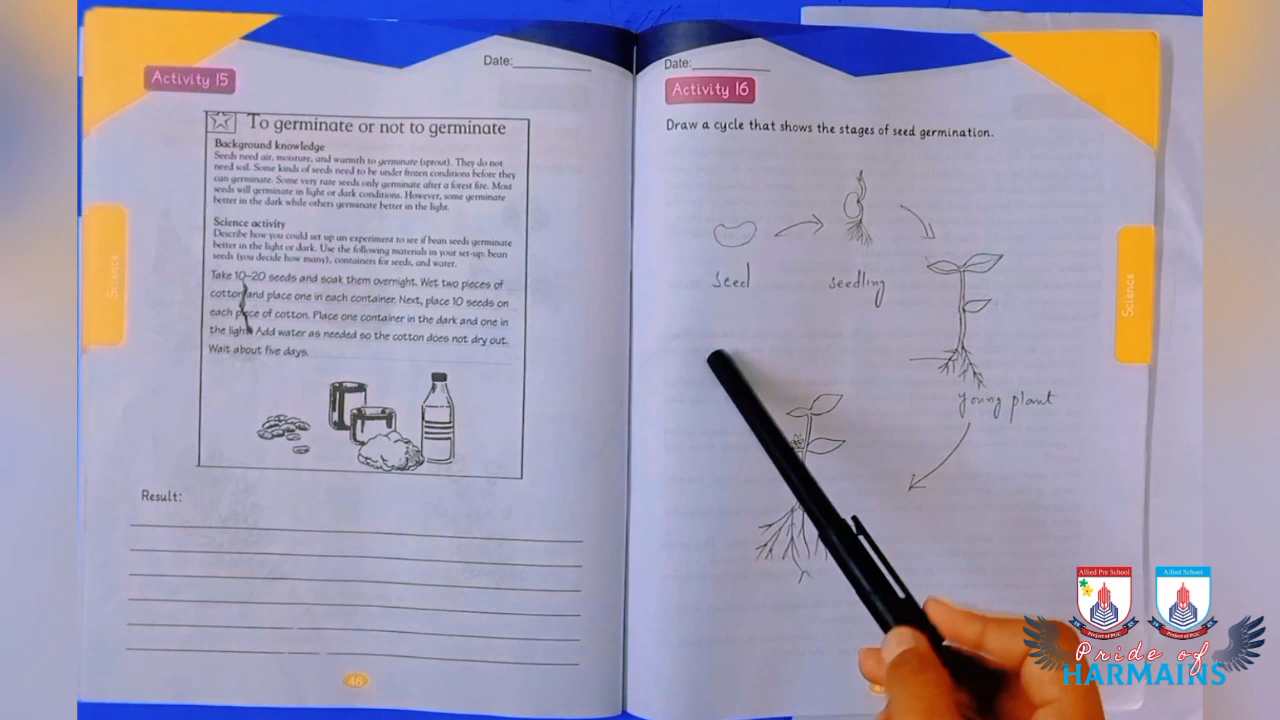 Date:
Activity 15
To germinate or not to germinate
Background knowledge
Seeds need air, moisture, and warmth to germinate (sprout). They do not
need soil. Some kinds of seeds need to be under frozen conditions before they
can germinate. Some very rare seeds only germinate after a forest fire. Most
seeds will germinate in light or dark conditions. However, some germinate
better in the dark while others germinate better in the light.
Science activity
Describe how you could set up an experiment to see if bean seeds germinate
better in the light or dark. Use the following materials in your set-up: bean
seeds (you decide how many), containers for seeds, and water.
Take 10–20 seeds and soak them overnight. Wet two pieces of
cotton and place one in each container. Next, place 10 seeds on
each piece of cotton. Place one container in the dark and one in
the light. Add water as needed so the cotton does not dry out.
Wait about five days.
Result:
46
Science
Date:
Activity 16
Draw a cycle that shows the stages of seed germination.
seed
seedling
young plant
Science
Allied Pre School
Project of PGC
Allied School
Project of PGC
Pride of
HARMAINS